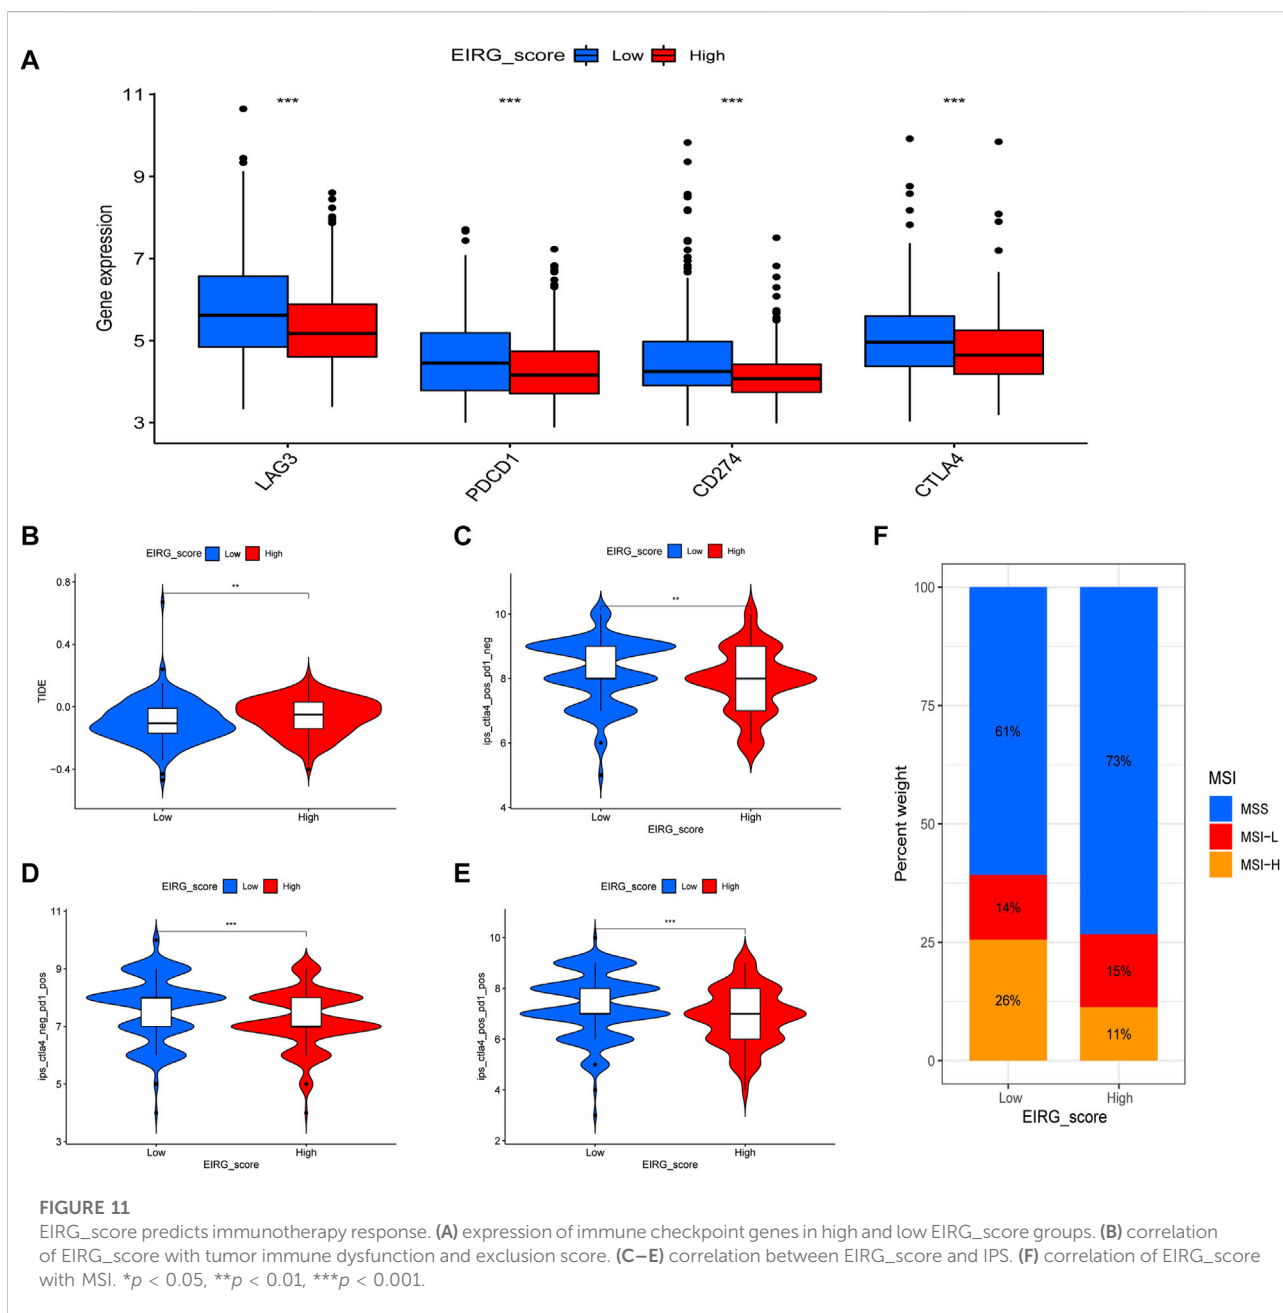 A
EIRG_score Low High
11
9
7
5
3
Gene expression
*** *** *** ***
LAG3 PDCD1 CD274 CTLA4
B
EIRG_score Low High
0.8
0.4
0.0
−0.4
TIDE
**
Low High
C
EIRG_score Low High
10
8
6
4
ips_ctla4_pos_pd1_neg
**
Low High
EIRG_score
D
EIRG_score Low High
11
9
7
5
3
ips_ctla4_neg_pd1_pos
***
Low High
EIRG_score
E
EIRG_score Low High
10
8
6
4
2
ips_ctla4_pos_pd1_pos
***
Low High
EIRG_score
F
100
75
50
25
0
Percent weight
61% 73%
14% 15%
26% 11%
Low High
EIRG_score
MSI
MSS
MSI−L
MSI−H
FIGURE 11
EIRG_score predicts immunotherapy response. (A) expression of immune checkpoint genes in high and low EIRG_score groups. (B) correlation
of EIRG_score with tumor immune dysfunction and exclusion score. (C–E) correlation between EIRG_score and IPS. (F) correlation of EIRG_score
with MSI. *p < 0.05, **p < 0.01, ***p < 0.001.